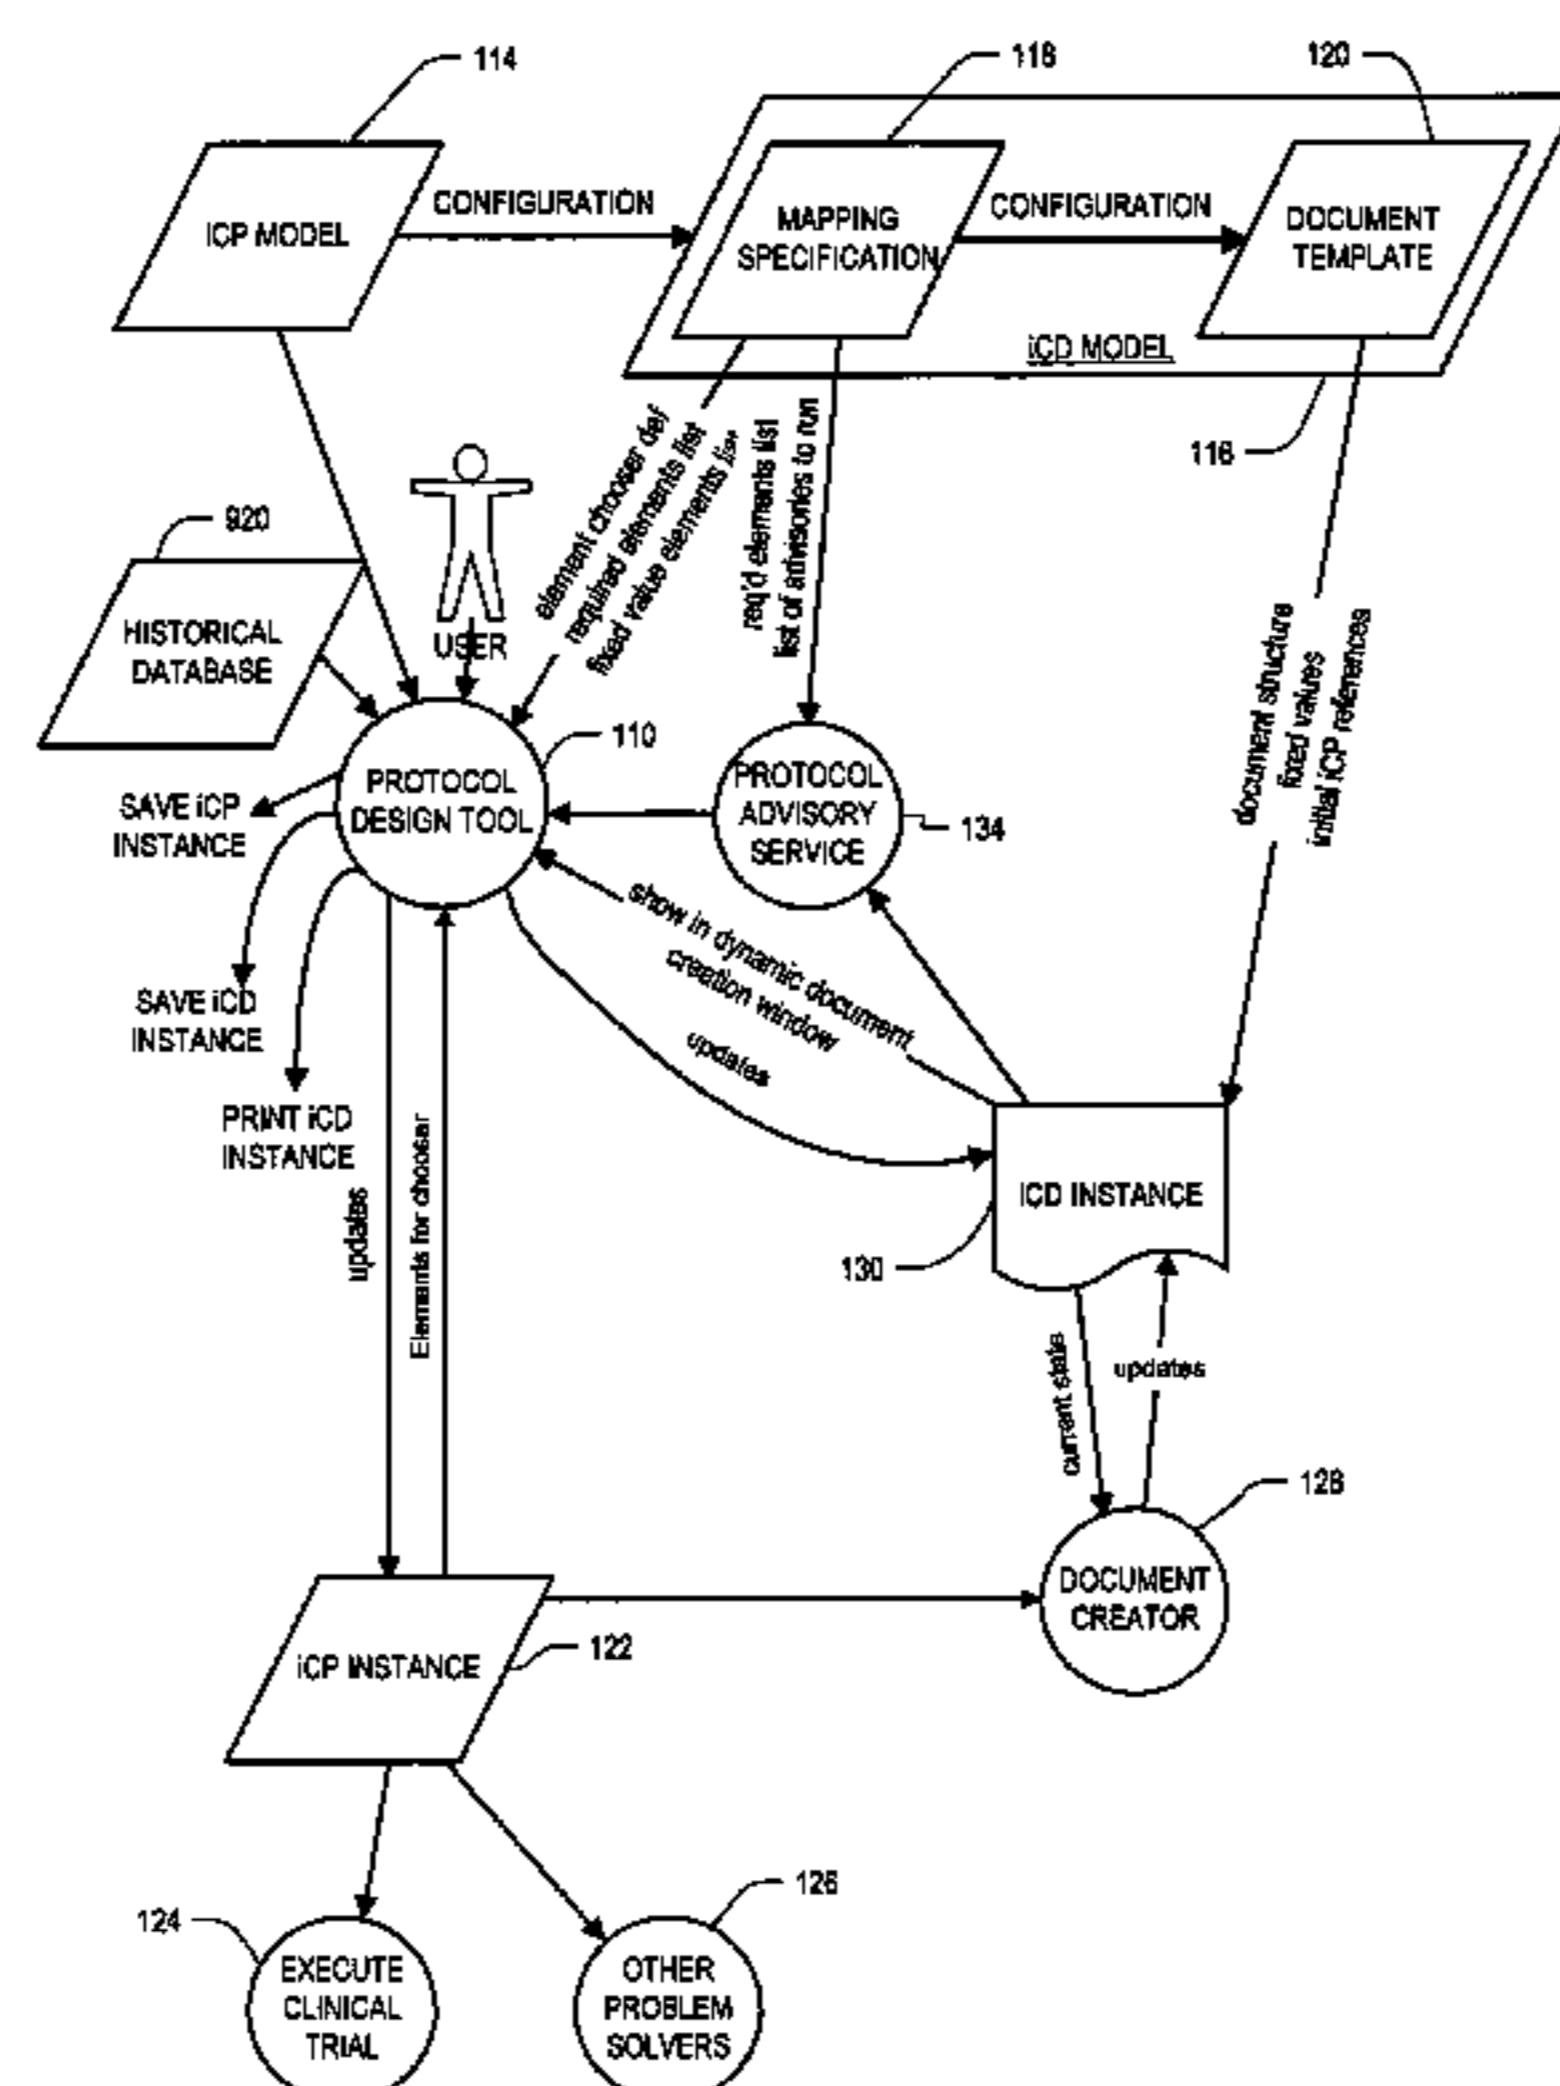 114
118
120
ICP MODEL
CONFIGURATION
MAPPING
SPECIFICATION
CONFIGURATION
DOCUMENT
TEMPLATE
iCD MODEL
116
element chooser def
required elements list
fixed value elements list
req'd elements list
list of advisories to run
920
HISTORICAL
DATABASE
USER
document structure
fixed values
initial iCP references
110
PROTOCOL
DESIGN TOOL
PROTOCOL
ADVISORY
SERVICE
134
SAVE iCP
INSTANCE
SAVE iCD
INSTANCE
PRINT iCD
INSTANCE
show in dynamic document
creation window
updates
updates
Elements for chooser
ICD INSTANCE
130
current state
updates
128
DOCUMENT
CREATOR
iCP INSTANCE
122
124
EXECUTE
CLINICAL
TRIAL
126
OTHER
PROBLEM
SOLVERS